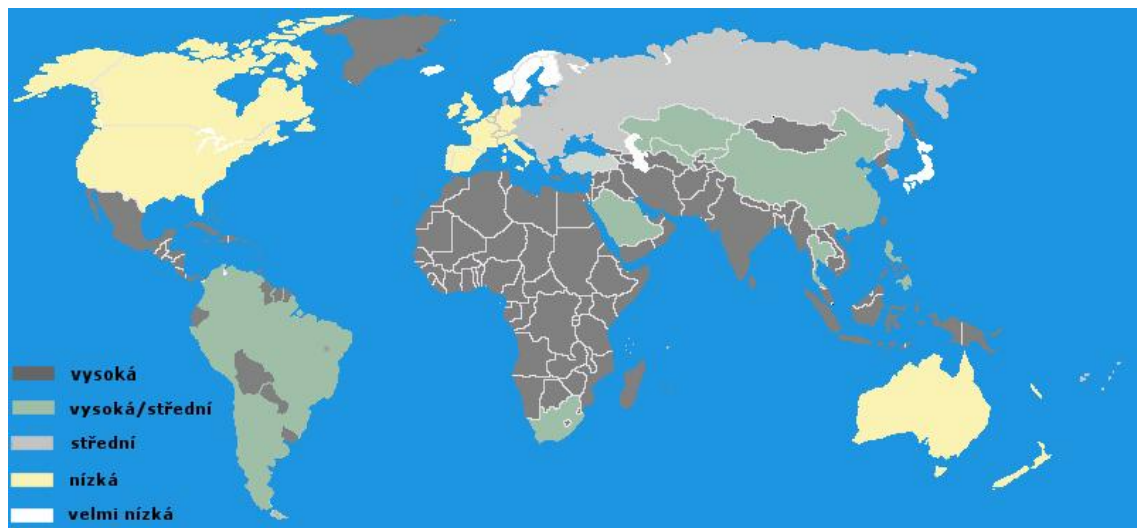 vysoká
vysoká/střední
střední
nízká
velmi nízká